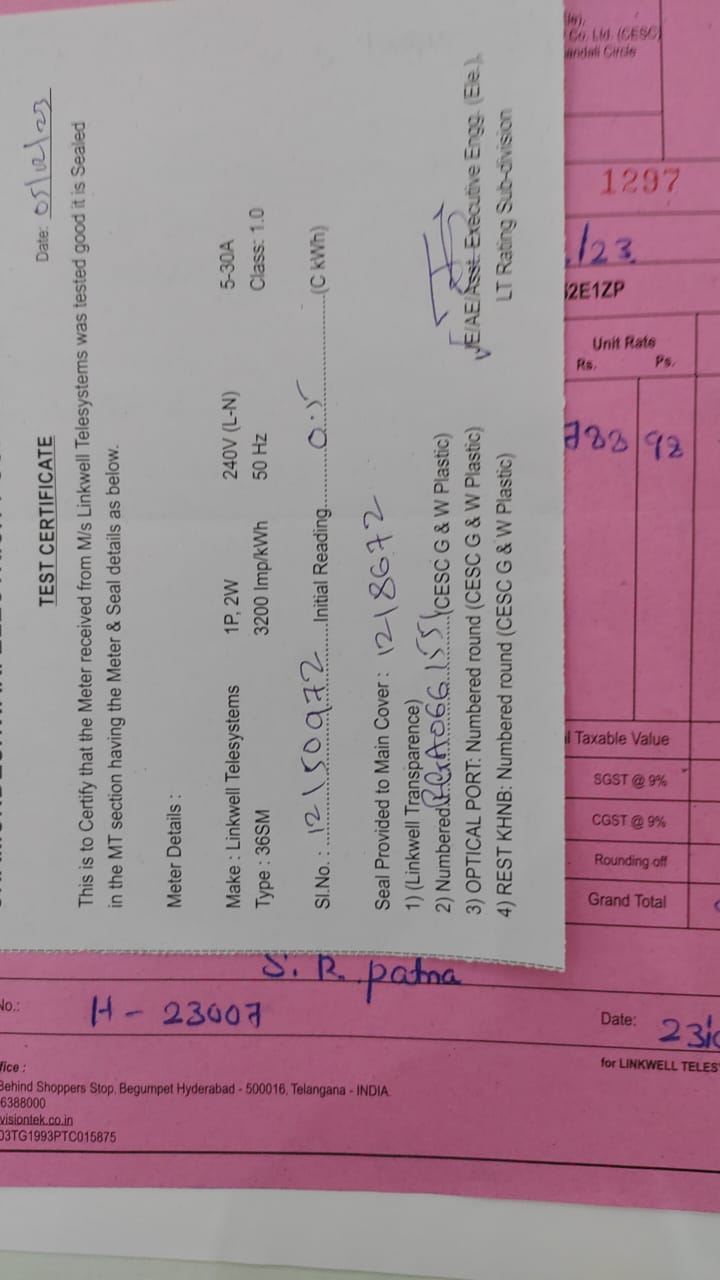 TEST CERTIFICATE
Date: 05/12/23
This is to Certify that the Meter received from M/s Linkwell Telesystems was tested good it is Sealed
in the MT section having the Meter & Seal details as below.
Meter Details :
Make : Linkwell Telesystems 1P, 2W 240V (L-N) 5-30A
Type : 36SM 3200 Imp/kWh 50 Hz Class: 1.0
Sl.No. : 12150972 Initial Reading 0.5 (C kWh)
Seal Provided to Main Cover : 1218672
1) (Linkwell Transparence)
2) Numbered (CESC G & W Plastic)
3) OPTICAL PORT: Numbered round (CESC G & W Plastic)
4) REST KHNB: Numbered round (CESC G & W Plastic)
JE/AE/Asst. Executive Engg. (Ele.),
LT Rating Sub-division
Co. Ltd. (CESC)
Circle
1297
/23
2E1ZP
Unit Rate
Rs. Ps.
788 92
Taxable Value
SGST @ 9%
CGST @ 9%
Rounding off
Grand Total
S. R. patna
No.: H - 23007
Date: 23
for LINKWELL TELES
fice :
Behind Shoppers Stop, Begumpet Hyderabad - 500016, Telangana - INDIA.
6388000
visiontek.co.in
03TG1993PTC015875